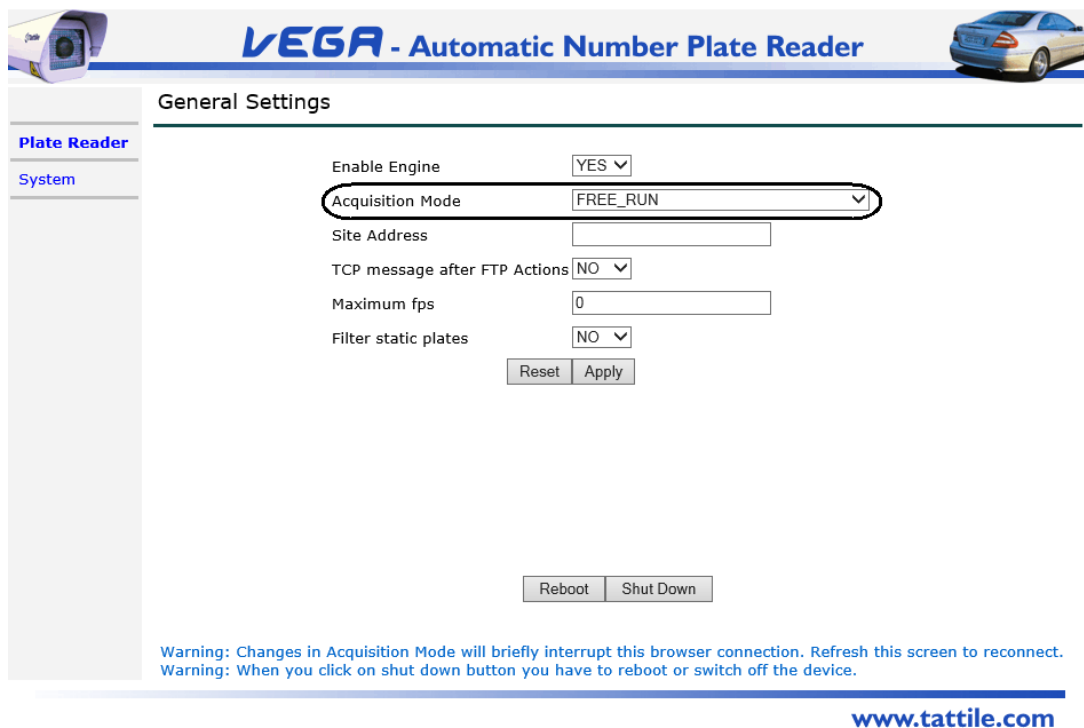 VEGA - Automatic Number Plate Reader
General Settings
Plate Reader
System
Enable Engine YES
Acquisition Mode FREE_RUN
Site Address
TCP message after FTP Actions NO
Maximum fps 0
Filter static plates NO
Reset Apply
Reboot Shut Down
Warning: Changes in Acquisition Mode will briefly interrupt this browser connection. Refresh this screen to reconnect.
Warning: When you click on shut down button you have to reboot or switch off the device.
www.tattile.com